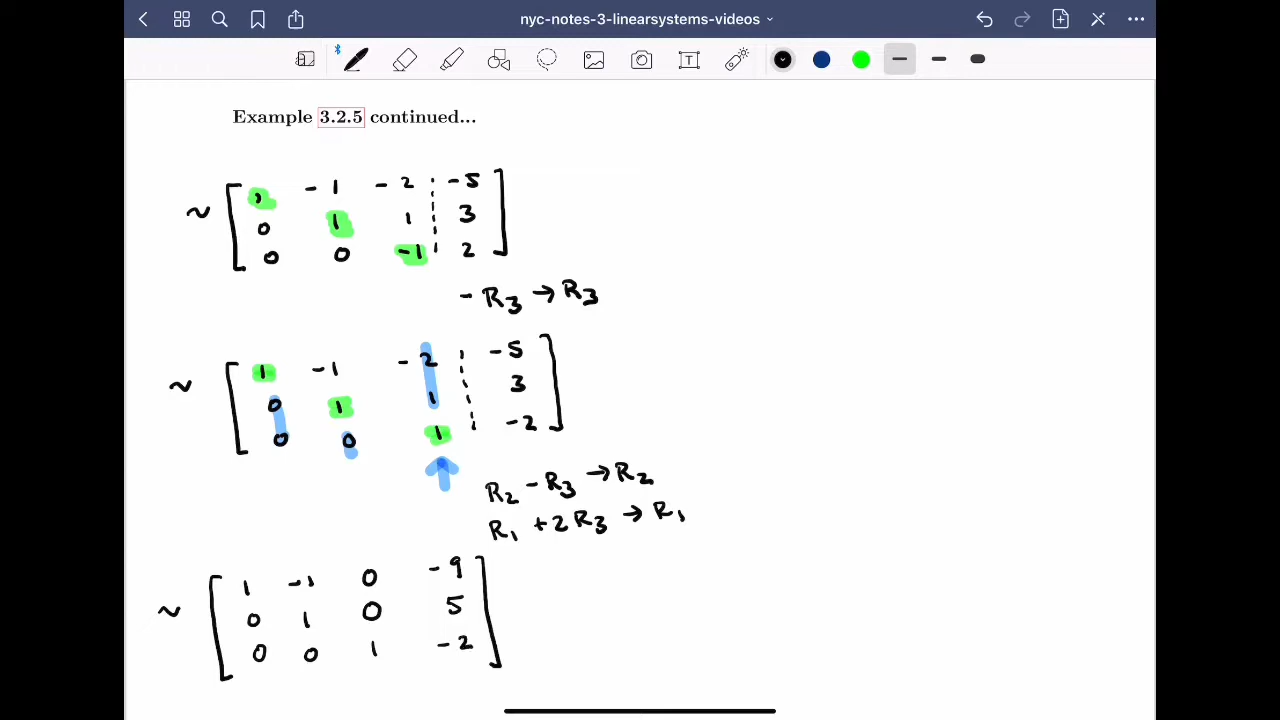 nyc-notes-3-linearsystems-videos
T
Example 3.2.5 continued...
~ [ 1 -1 -2 -5
0 1 1 3
0 0 -1 2 ]
- R3 → R3
~ [ 1 -1 -2 -5
0 1 1 3
0 0 1 -2 ]
R2 - R3 → R2
R1 + 2 R3 → R1
~ [ 1 -1 0 -9
0 1 0 5
0 0 1 -2 ]